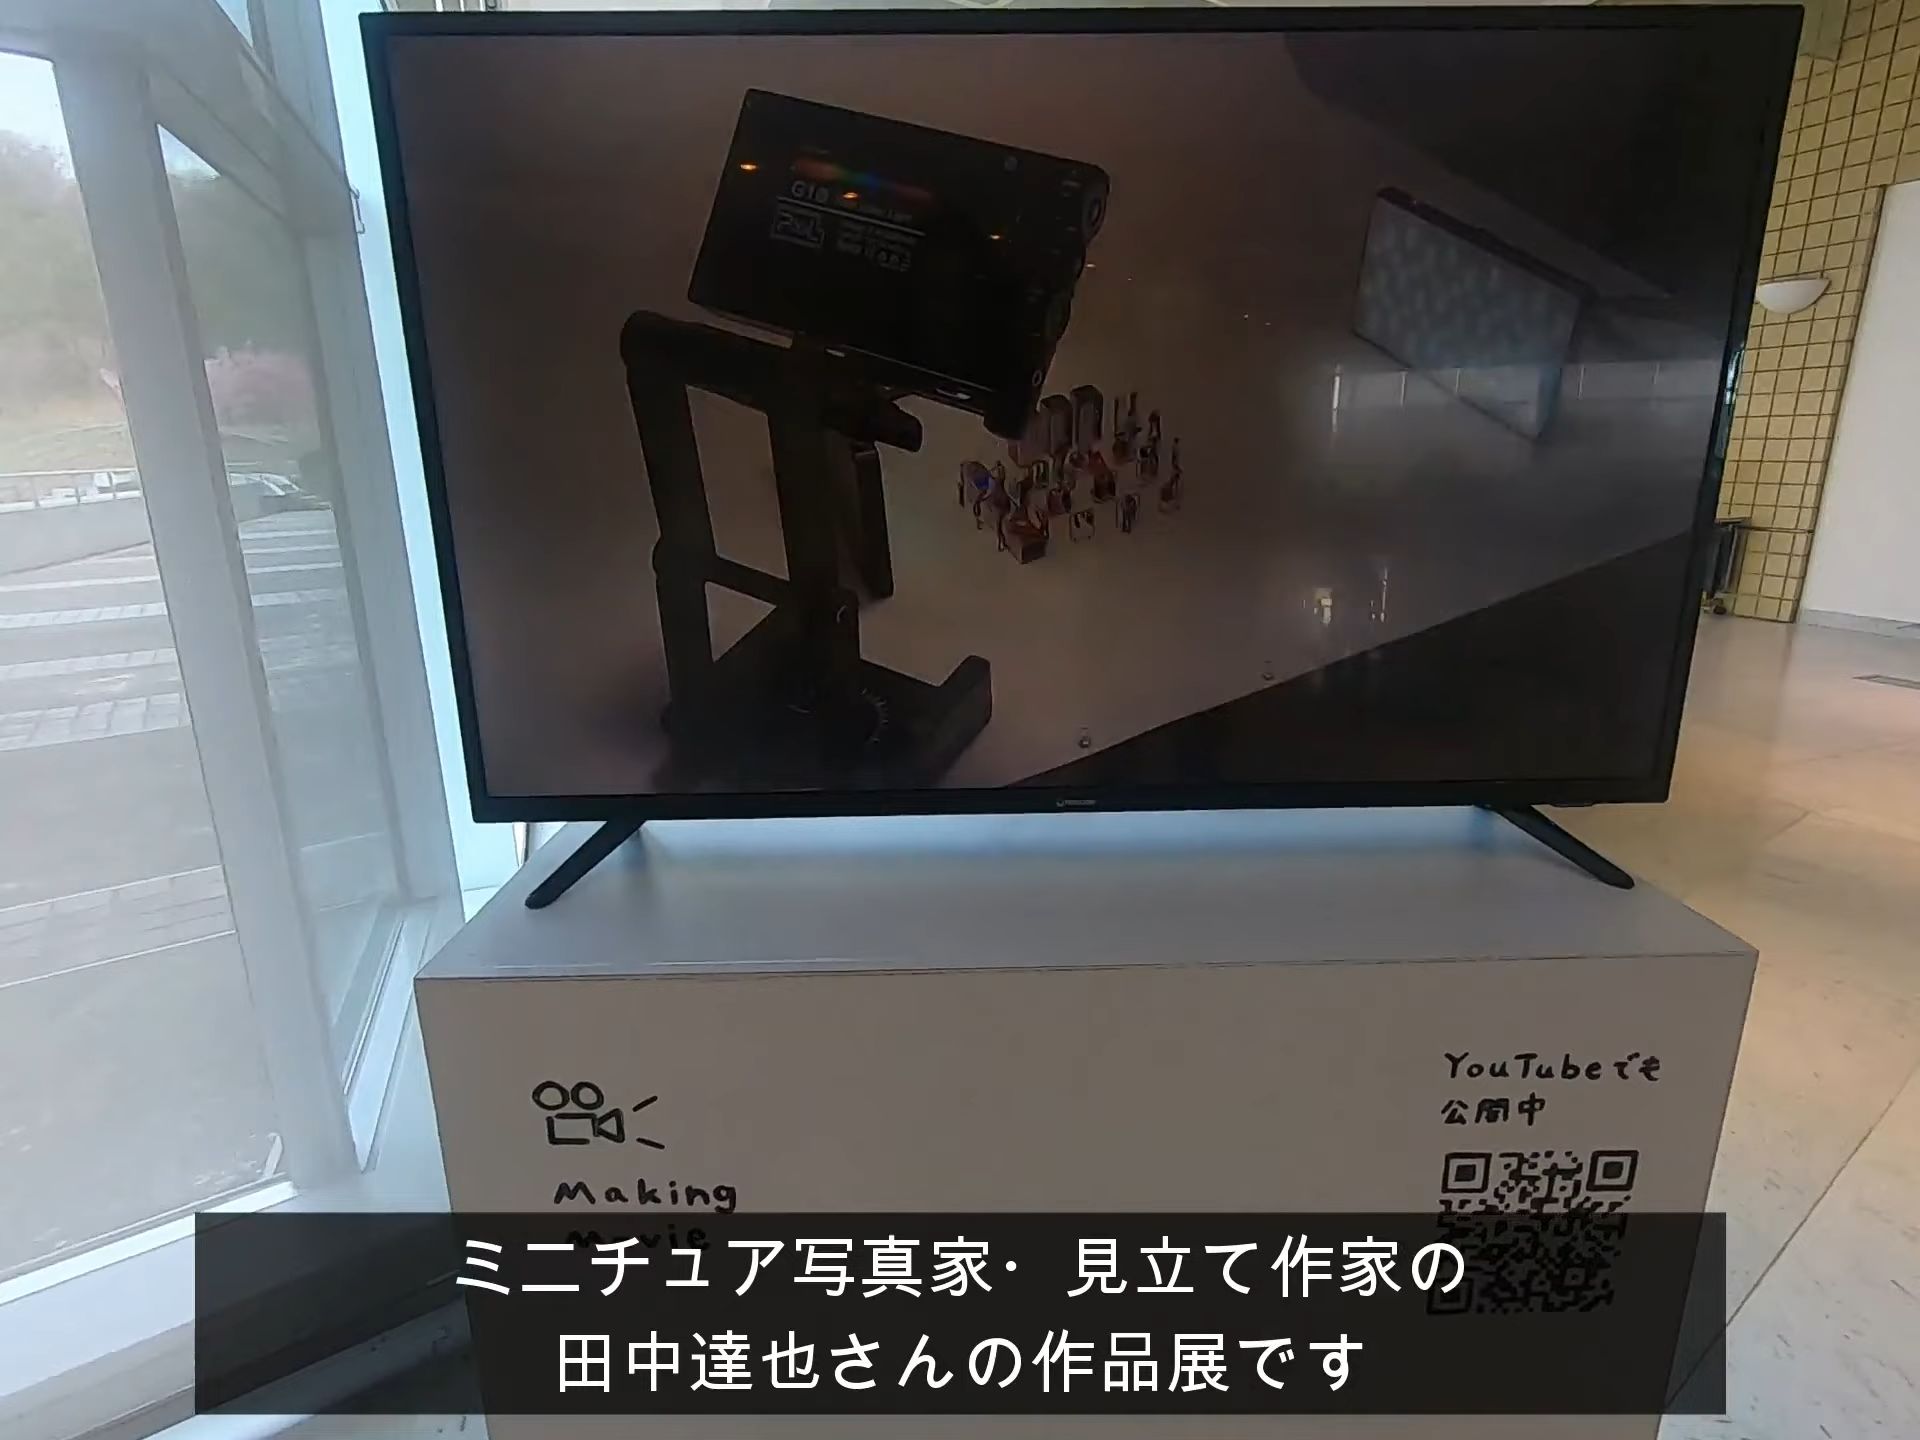 G10
YouTubeでも
公開中
Making
Movie
ミニチュア写真家・見立て作家の
田中達也さんの作品展です